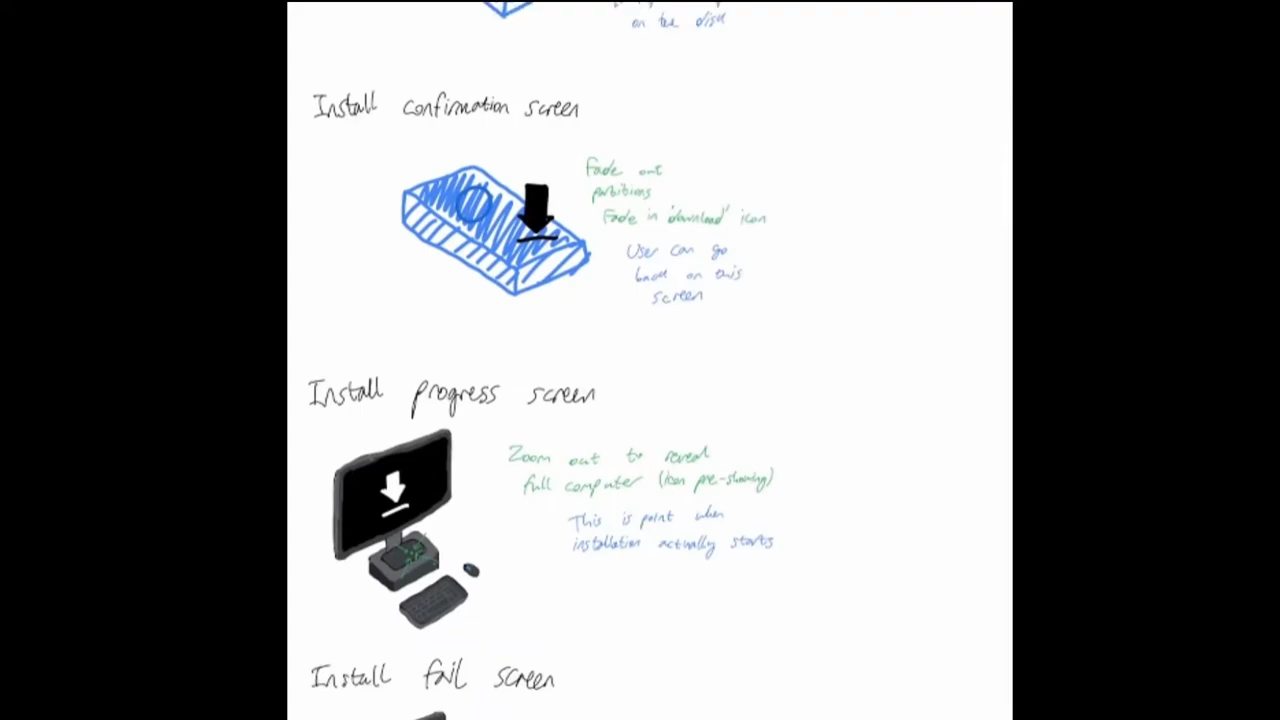 on the disk
Install confirmation screen
Fade out
partitions
Fade in 'download' icon
User can go
back on this
screen
Install progress screen
Zoom out to reveal
full computer (icon pre-showing)
This is point when
installation actually starts
Install fail screen